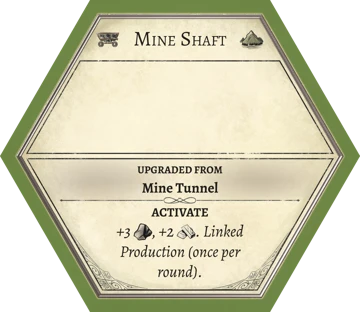 Mine Shaft
UPGRADED FROM
Mine Tunnel
ACTIVATE
+3 , +2 . Linked
Production (once per
round).